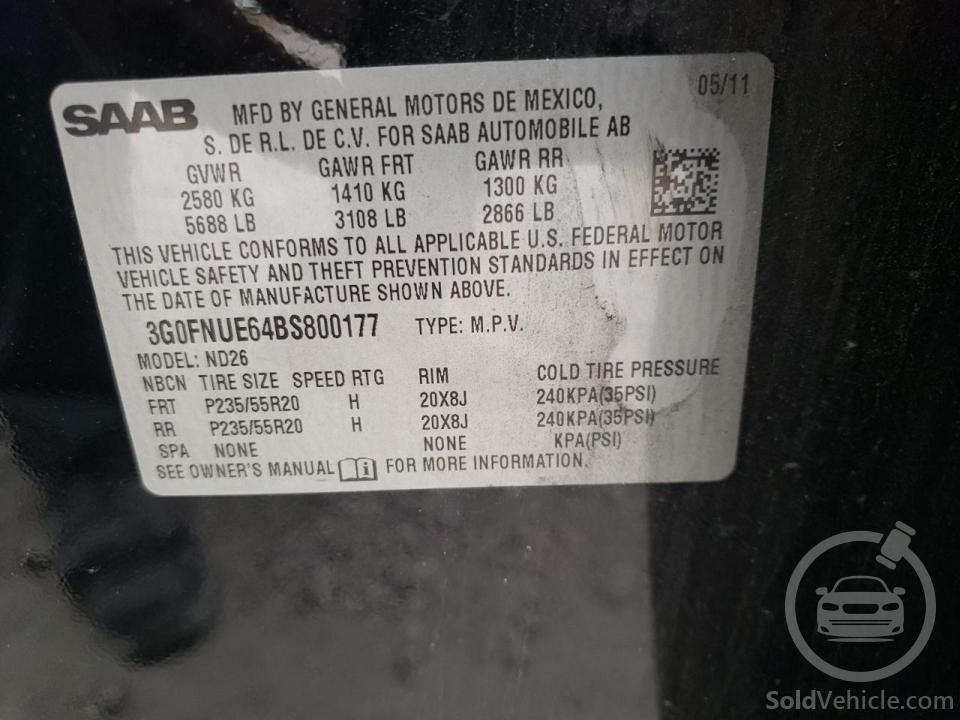 SAAB MFD BY GENERAL MOTORS DE MEXICO, 05/11
S. DE R.L. DE C.V. FOR SAAB AUTOMOBILE AB
GVWR GAWR FRT GAWR RR
2580 KG 1410 KG 1300 KG
5688 LB 3108 LB 2866 LB
THIS VEHICLE CONFORMS TO ALL APPLICABLE U.S. FEDERAL MOTOR
VEHICLE SAFETY AND THEFT PREVENTION STANDARDS IN EFFECT ON
THE DATE OF MANUFACTURE SHOWN ABOVE.
3G0FNUE64BS800177 TYPE: M.P.V.
MODEL: ND26
NBCN TIRE SIZE SPEED RTG RIM COLD TIRE PRESSURE
FRT P235/55R20 H 20X8J 240KPA(35PSI)
RR P235/55R20 H 20X8J 240KPA(35PSI)
SPA NONE NONE KPA(PSI)
SEE OWNER'S MANUAL FOR MORE INFORMATION.
SoldVehicle.com